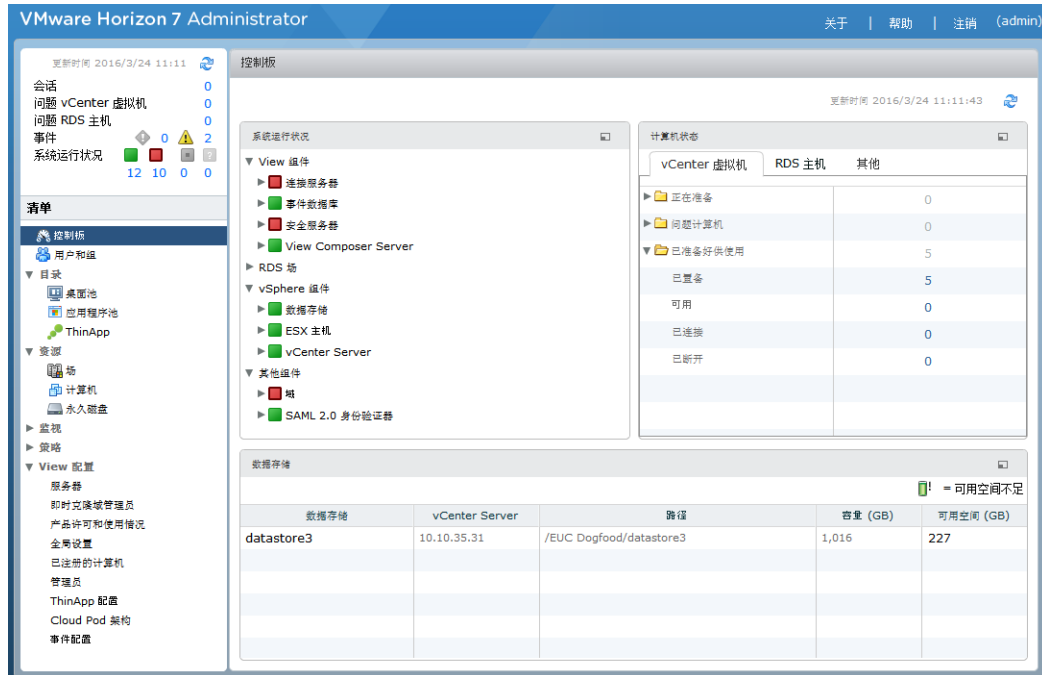 VMware Horizon 7 Administrator
关于 | 帮助 | 注销 (admin)
更新时间 2016/3/24 11:11
会话 0
问题 vCenter 虚拟机 0
问题 RDS 主机 0
事件 0 2
系统运行状况
12 10 0 0
清单
控制板
用户和组
目录
桌面池
应用程序池
ThinApp
资源
场
计算机
永久磁盘
监视
策略
View 配置
服务器
即时克隆域管理员
产品许可和使用情况
全局设置
已注册的计算机
管理员
ThinApp 配置
Cloud Pod 架构
事件配置
控制板
更新时间 2016/3/24 11:11:43
系统运行状况
View 组件
连接服务器
事件数据库
安全服务器
View Composer Server
RDS 场
vSphere 组件
数据存储
ESX 主机
vCenter Server
其他组件
域
SAML 2.0 身份验证器
计算机状态
vCenter 虚拟机 RDS 主机 其他
正在准备 0
问题计算机 0
已准备好供使用 5
已置备 5
可用 0
已连接 0
已断开 0
数据存储
! = 可用空间不足
数据存储 vCenter Server 路径 容量 (GB) 可用空间 (GB)
datastore3 10.10.35.31 /EUC Dogfood/datastore3 1,016 227